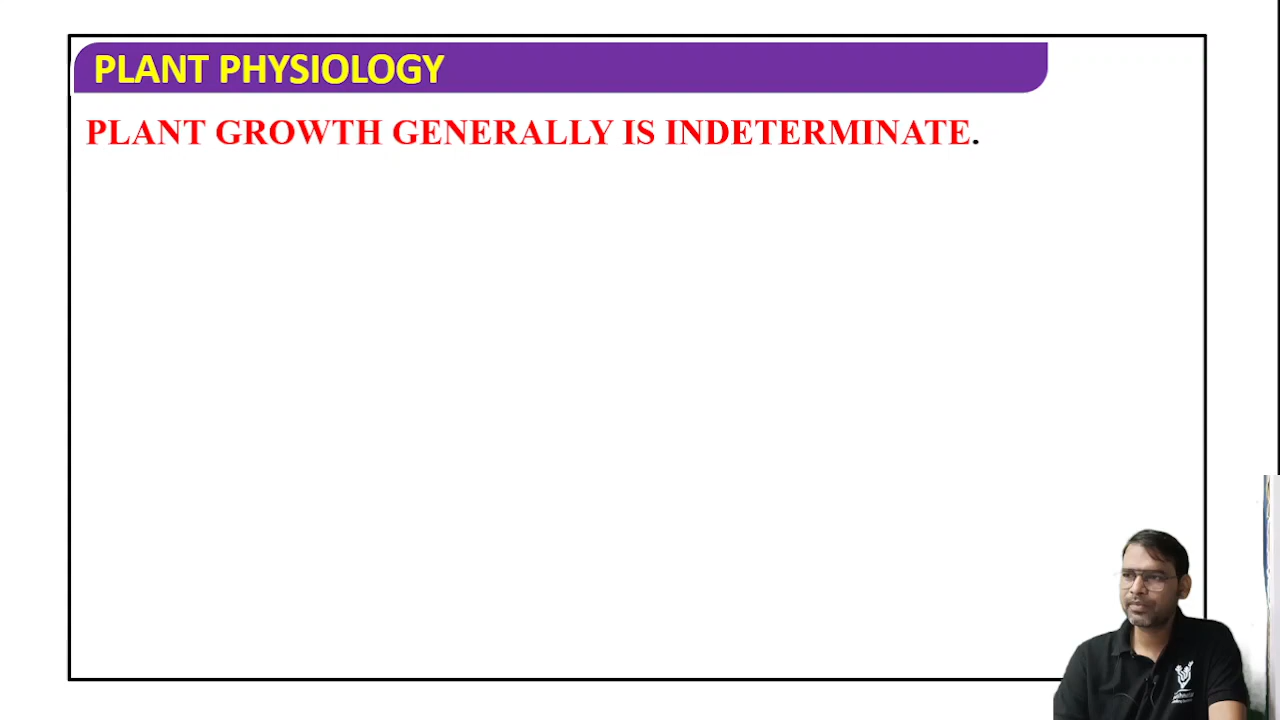 PLANT PHYSIOLOGY
PLANT GROWTH GENERALLY IS INDETERMINATE.